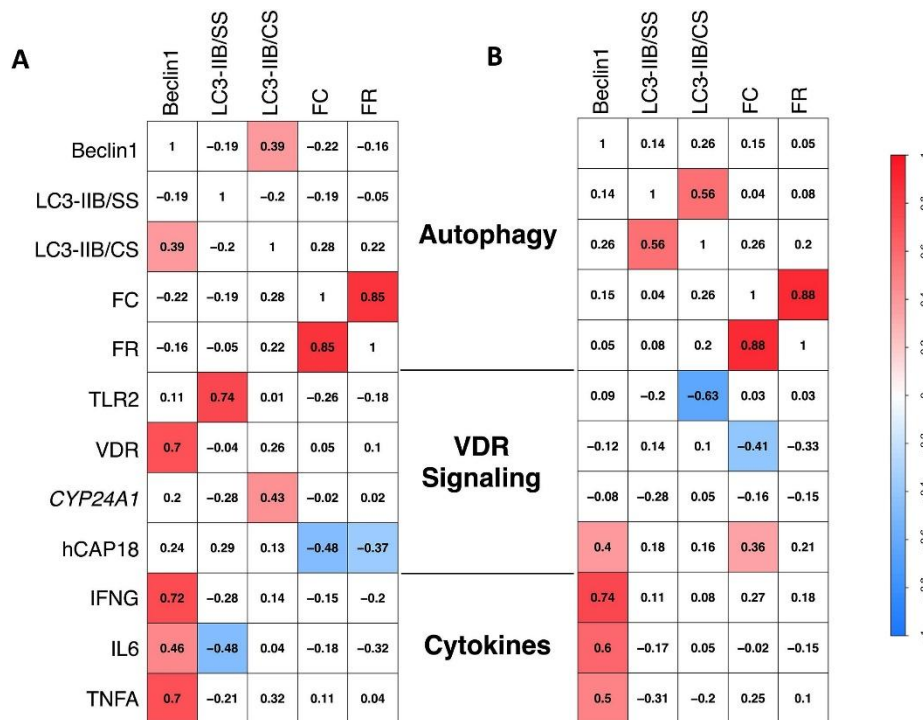 A
Beclin1 LC3-IIB/SS LC3-IIB/CS FC FR
Beclin1 1 −0.19 0.39 −0.22 −0.16
LC3-IIB/SS −0.19 1 −0.2 −0.19 −0.05
LC3-IIB/CS 0.39 −0.2 1 0.28 0.22
FC −0.22 −0.19 0.28 1 0.85
FR −0.16 −0.05 0.22 0.85 1
TLR2 0.11 0.74 0.01 −0.26 −0.18
VDR 0.7 −0.04 0.26 0.05 0.1
CYP24A1 0.2 −0.28 0.43 −0.02 0.02
hCAP18 0.24 0.29 0.13 −0.48 −0.37
IFNG 0.72 −0.28 0.14 −0.15 −0.2
IL6 0.46 −0.48 0.04 −0.18 −0.32
TNFA 0.7 −0.21 0.32 0.11 0.04
Autophagy
VDR
Signaling
Cytokines
B
Beclin1 LC3-IIB/SS LC3-IIB/CS FC FR
1 0.14 0.26 0.15 0.05
0.14 1 0.56 0.04 0.08
0.26 0.56 1 0.26 0.2
0.15 0.04 0.26 1 0.88
0.05 0.08 0.2 0.88 1
0.09 −0.2 −0.63 0.03 0.03
−0.12 0.14 0.1 −0.41 −0.33
−0.08 −0.28 0.05 −0.16 −0.15
0.4 0.18 0.16 0.36 0.21
0.74 0.11 0.08 0.27 0.18
0.6 −0.17 0.05 −0.02 −0.15
0.5 −0.31 −0.2 0.25 0.1